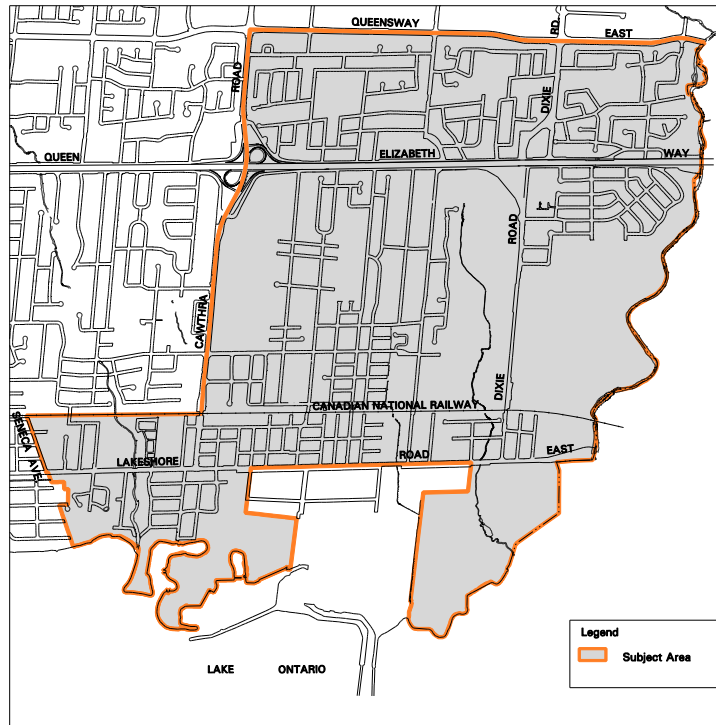 QUEENSWAY
EAST
RD
ROAD
DIXIE
QUEEN
ELIZABETH
WAY
ROAD
CAWTHRA
DIXIE
CANADIAN NATIONAL RAILWAY
SENECA AVE.
LAKESHORE
ROAD
EAST
Legend
Subject Area
LAKE ONTARIO